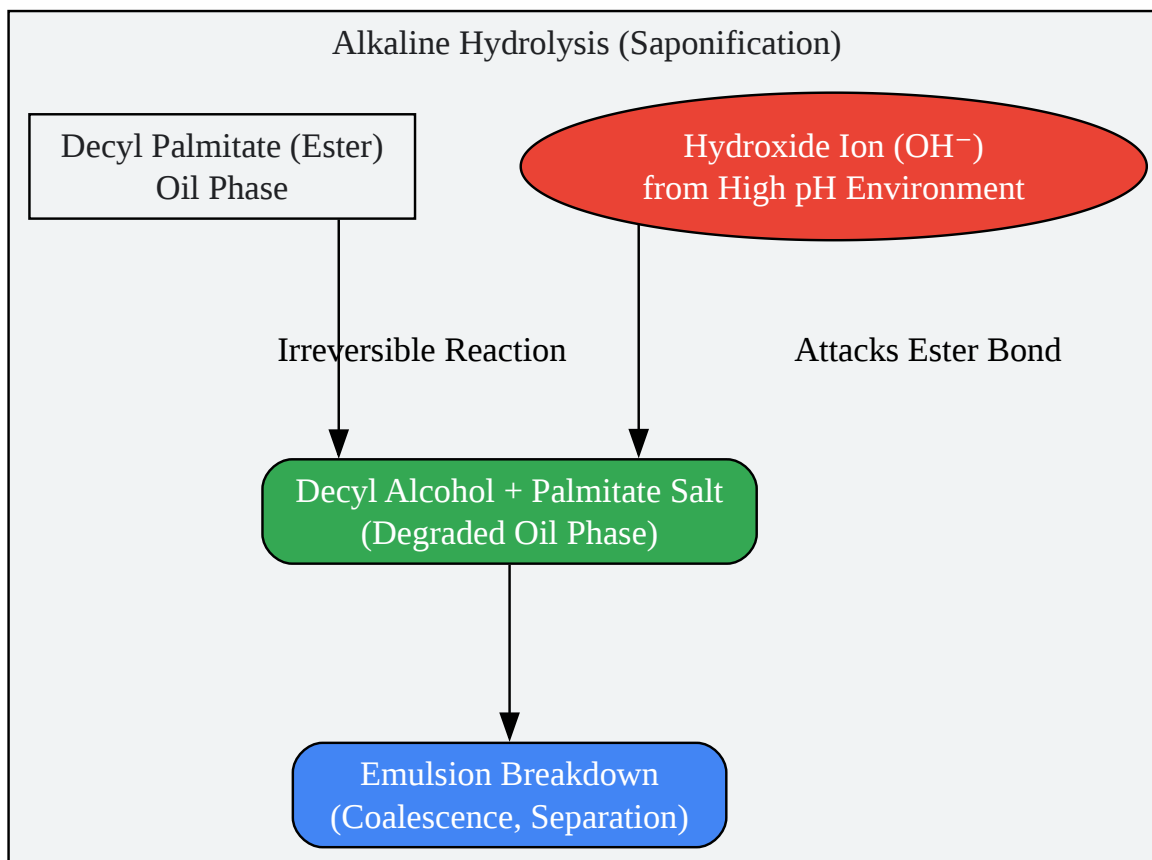 Alkaline Hydrolysis (Saponification)
Decyl Palmitate (Ester)
Oil Phase
Hydroxide Ion (OH⁻)
from High pH Environment
Irreversible Reaction
Attacks Ester Bond
Decyl Alcohol + Palmitate Salt
(Degraded Oil Phase)
Emulsion Breakdown
(Coalescence, Separation)